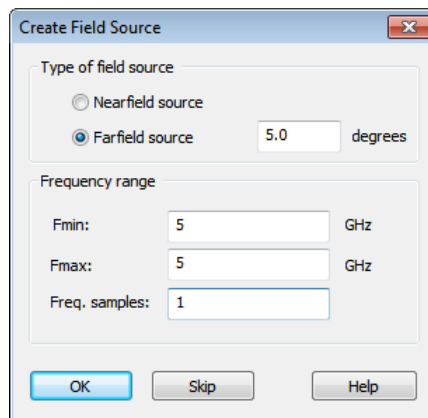 Create Field Source
Type of field source
Nearfield source
Farfield source 5.0 degrees
Frequency range
Fmin: 5 GHz
Fmax: 5 GHz
Freq. samples: 1
OK Skip Help